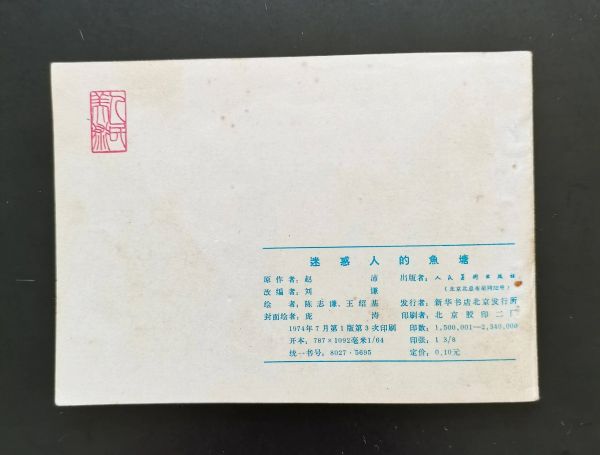 人民美术
迷惑人的魚塘
原作者：赵沛 出版者：人民美术出版社
改编者：刘谦 （北京北总布胡同32号）
绘者：陈志谦、王绍基 发行者：新华书店北京发行所
封面绘者：庞涛 印刷者：北京胶印二厂
1974年7月第1版第3次印刷 印数：1,500,001—2,340,000
开本：787×1092毫米1/64 印张：1 3/8
统一书号：8027·5695 定价：0.10元